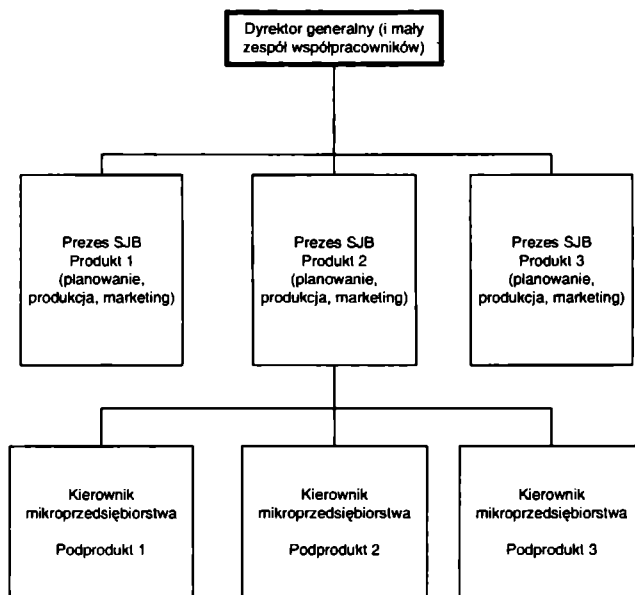 Dyrektor generalny (i mały
zespół współpracowników)
Prezes SJB
Produkt 1
(planowanie,
produkcja, marketing)
Prezes SJB
Produkt 2
(planowanie,
produkcja, marketing)
Prezes SJB
Produkt 3
(planowanie,
produkcja, marketing)
Kierownik
mikroprzedsiębiorstwa
Podprodukt 1
Kierownik
mikroprzedsiębiorstwa
Podprodukt 2
Kierownik
mikroprzedsiębiorstwa
Podprodukt 3